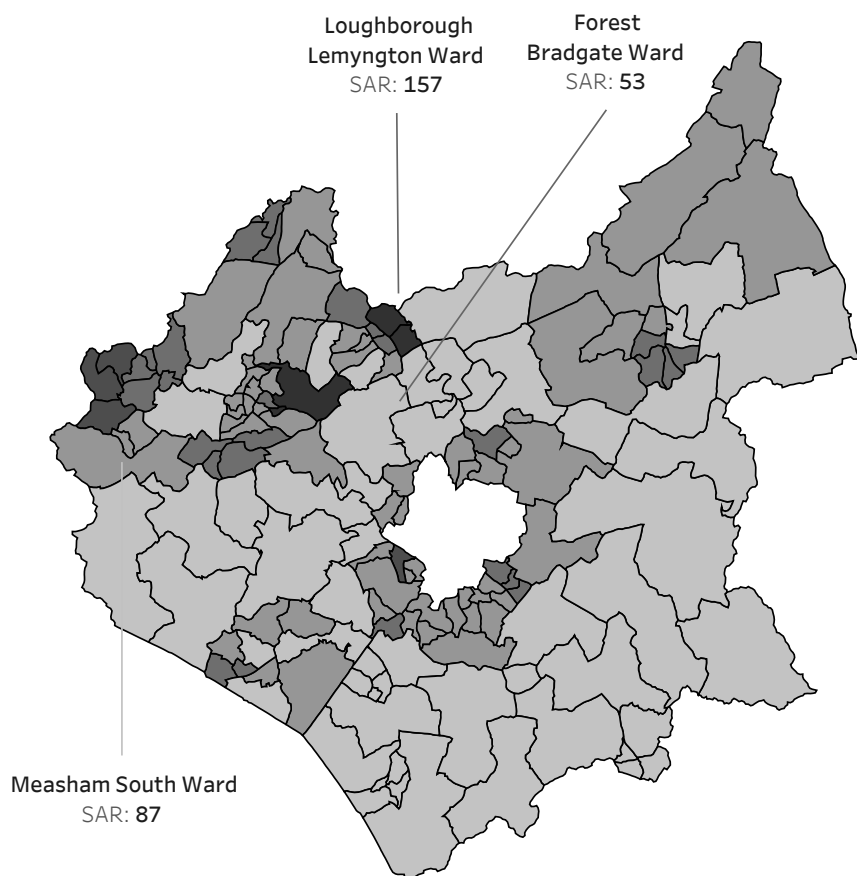 Loughborough
Lemyngton Ward
SAR: 157
Forest
Bradgate Ward
SAR: 53
Measham South Ward
SAR: 87